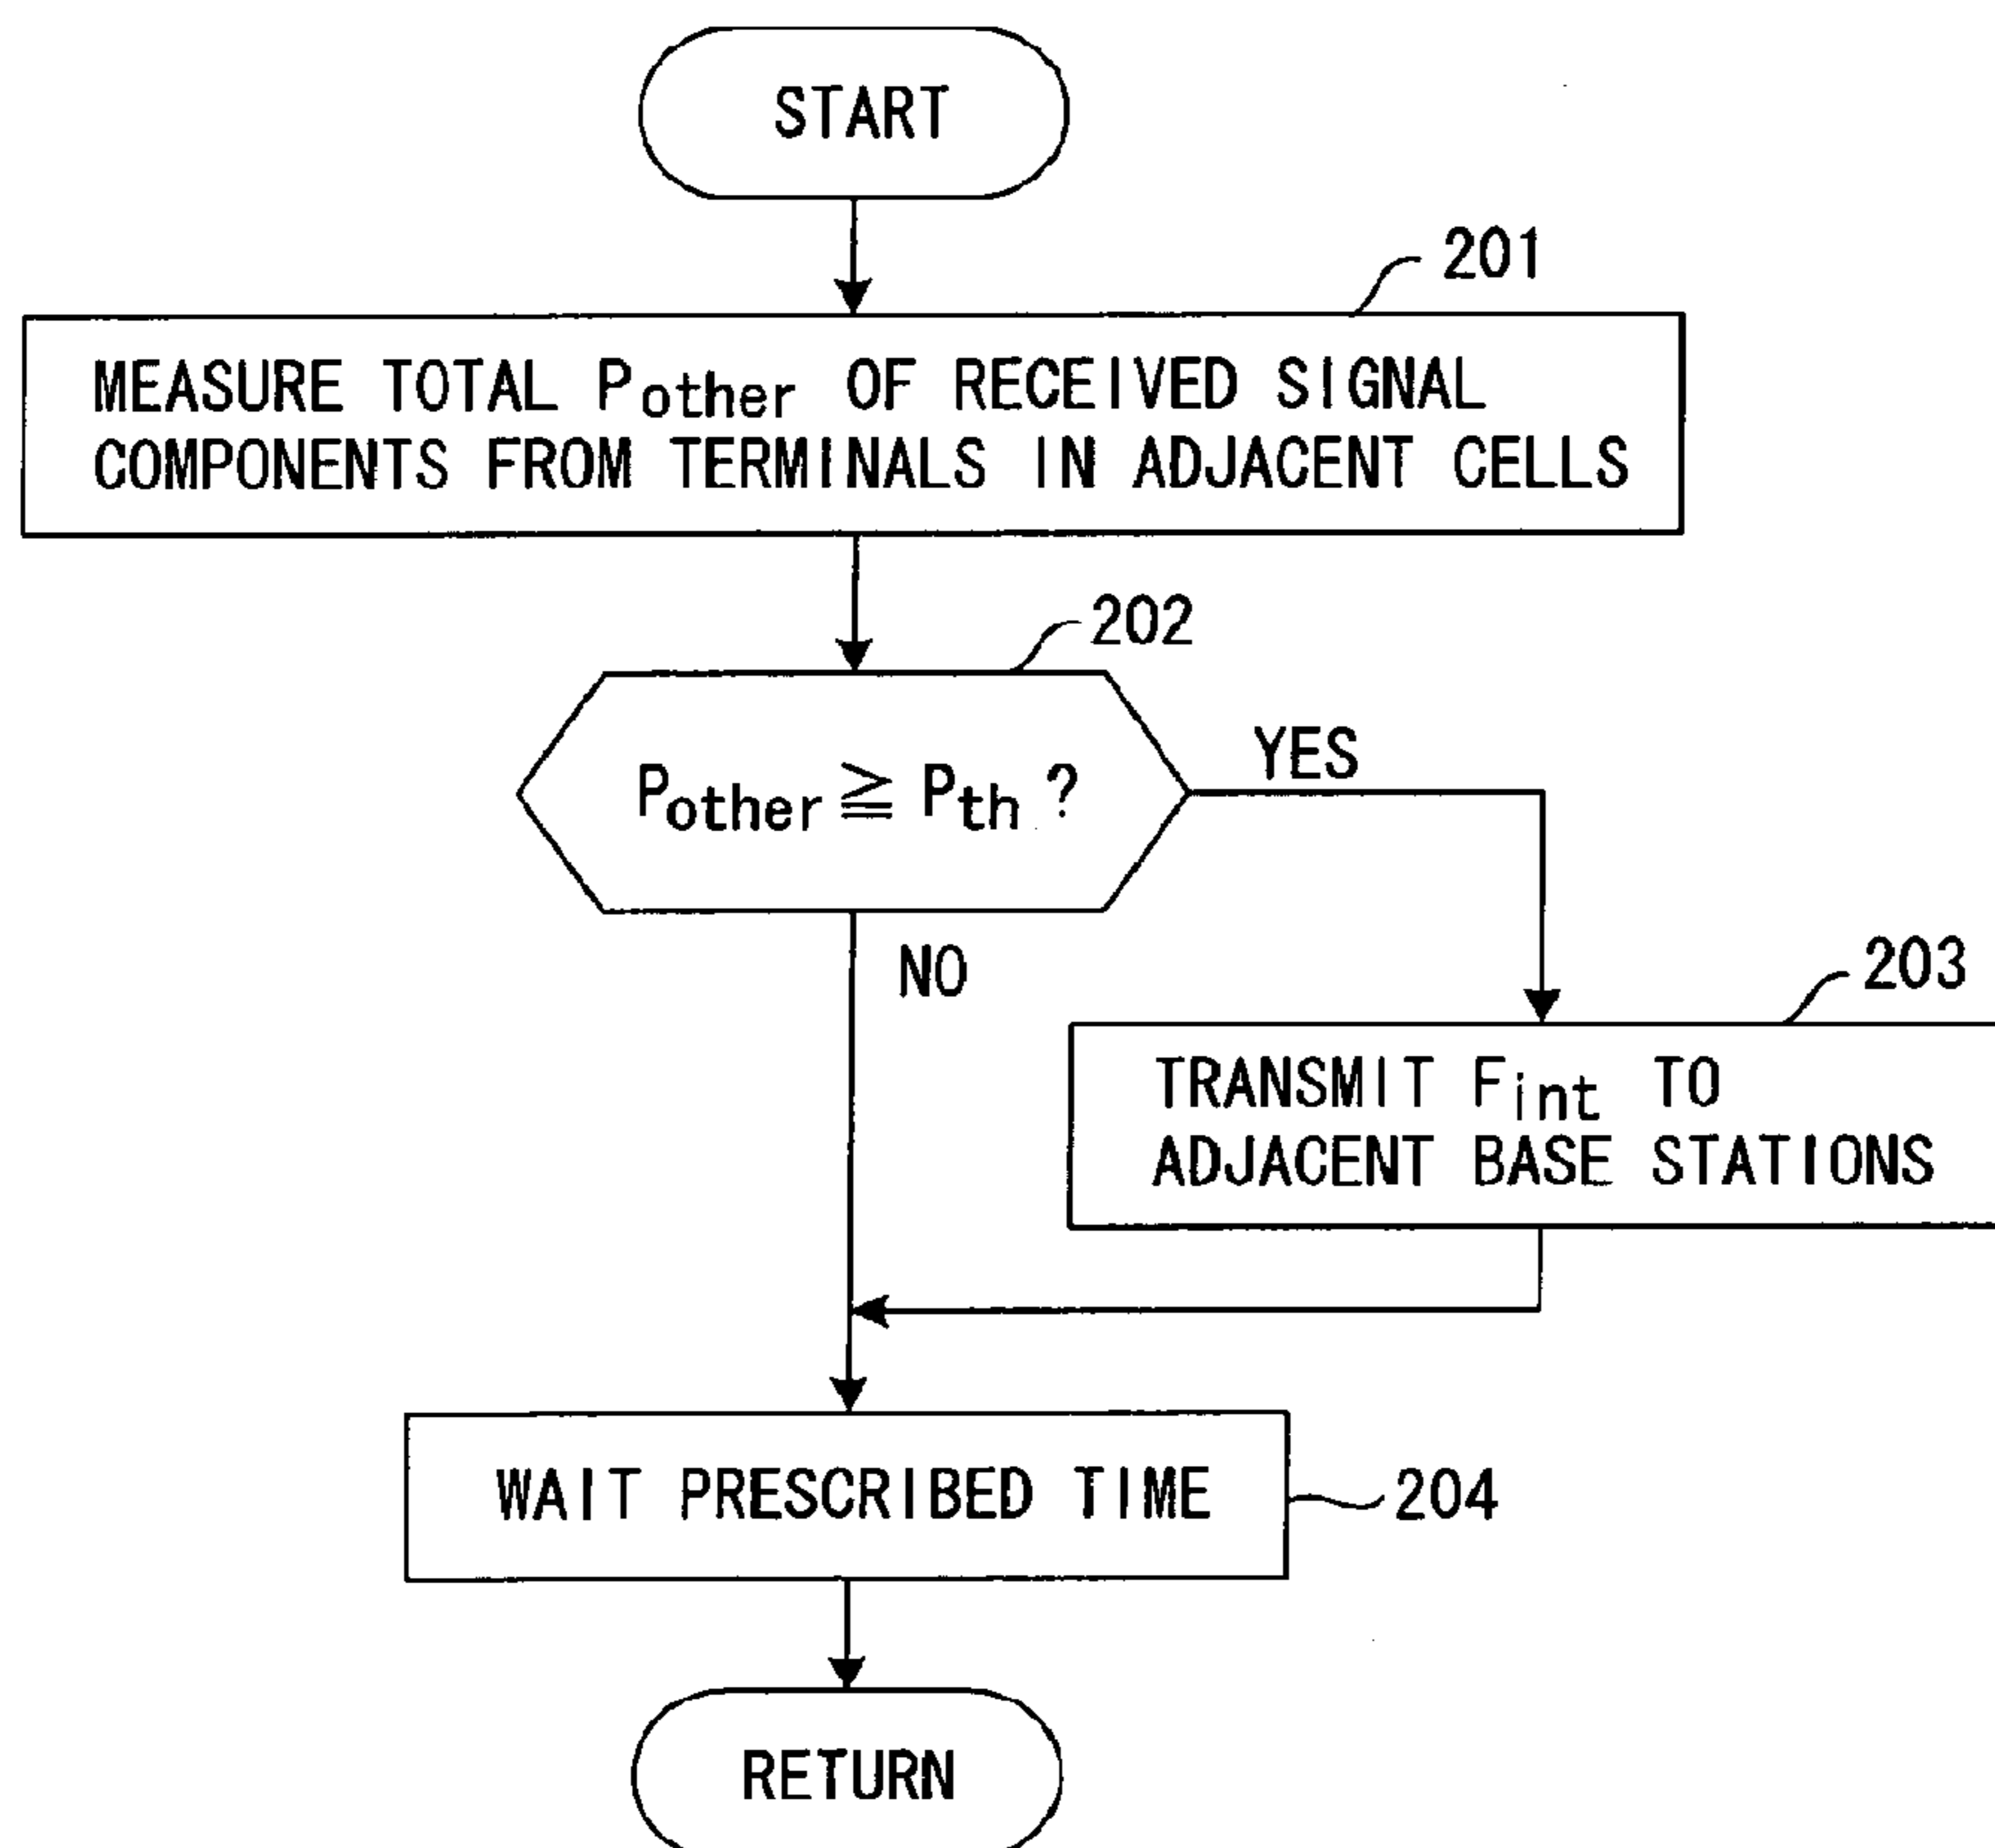 START
201
MEASURE TOTAL Pother OF RECEIVED SIGNAL
COMPONENTS FROM TERMINALS IN ADJACENT CELLS
202
Pother ≧ Pth ?
YES
NO
203
TRANSMIT Fint TO
ADJACENT BASE STATIONS
WAIT PRESCRIBED TIME
204
RETURN